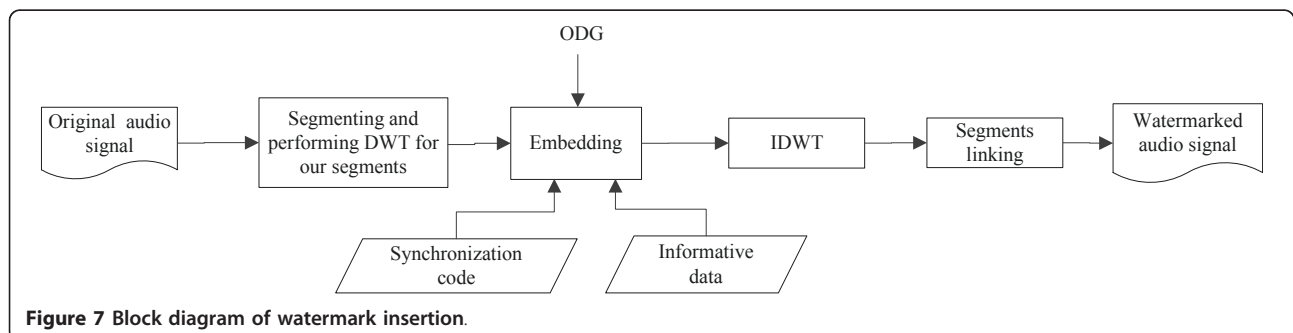 ODG
Original audio
signal
Segmenting and
performing DWT for
our segments
Embedding
IDWT
Segments
linking
Watermarked
audio signal
Synchronization
code
Informative
data
Figure 7 Block diagram of watermark insertion.